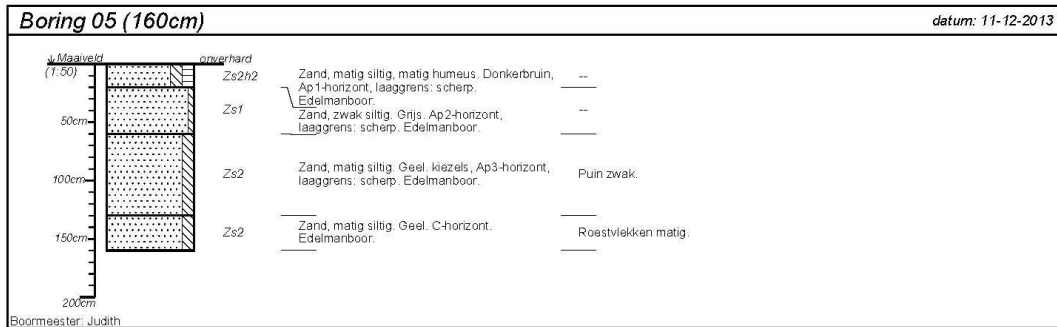 Boring 05 (160cm) datum: 11-12-2013
↓ Maaiveld onverhard
(1:50)
Zs2h2 Zand, matig siltig, matig humeus. Donkerbruin, --
Ap1-horizont, laaggrens: scherp.
Edelmanboor.
Zs1 Zand, zwak siltig. Grijs. Ap2-horizont, --
50cm laaggrens: scherp. Edelmanboor.
Zs2 Zand, matig siltig. Geel. kiezels, Ap3-horizont, Puin zwak.
100cm laaggrens: scherp. Edelmanboor.
Zs2 Zand, matig siltig. Geel. C-horizont. Roestvlekken matig.
150cm Edelmanboor.
200cm
Boormeester: Judith